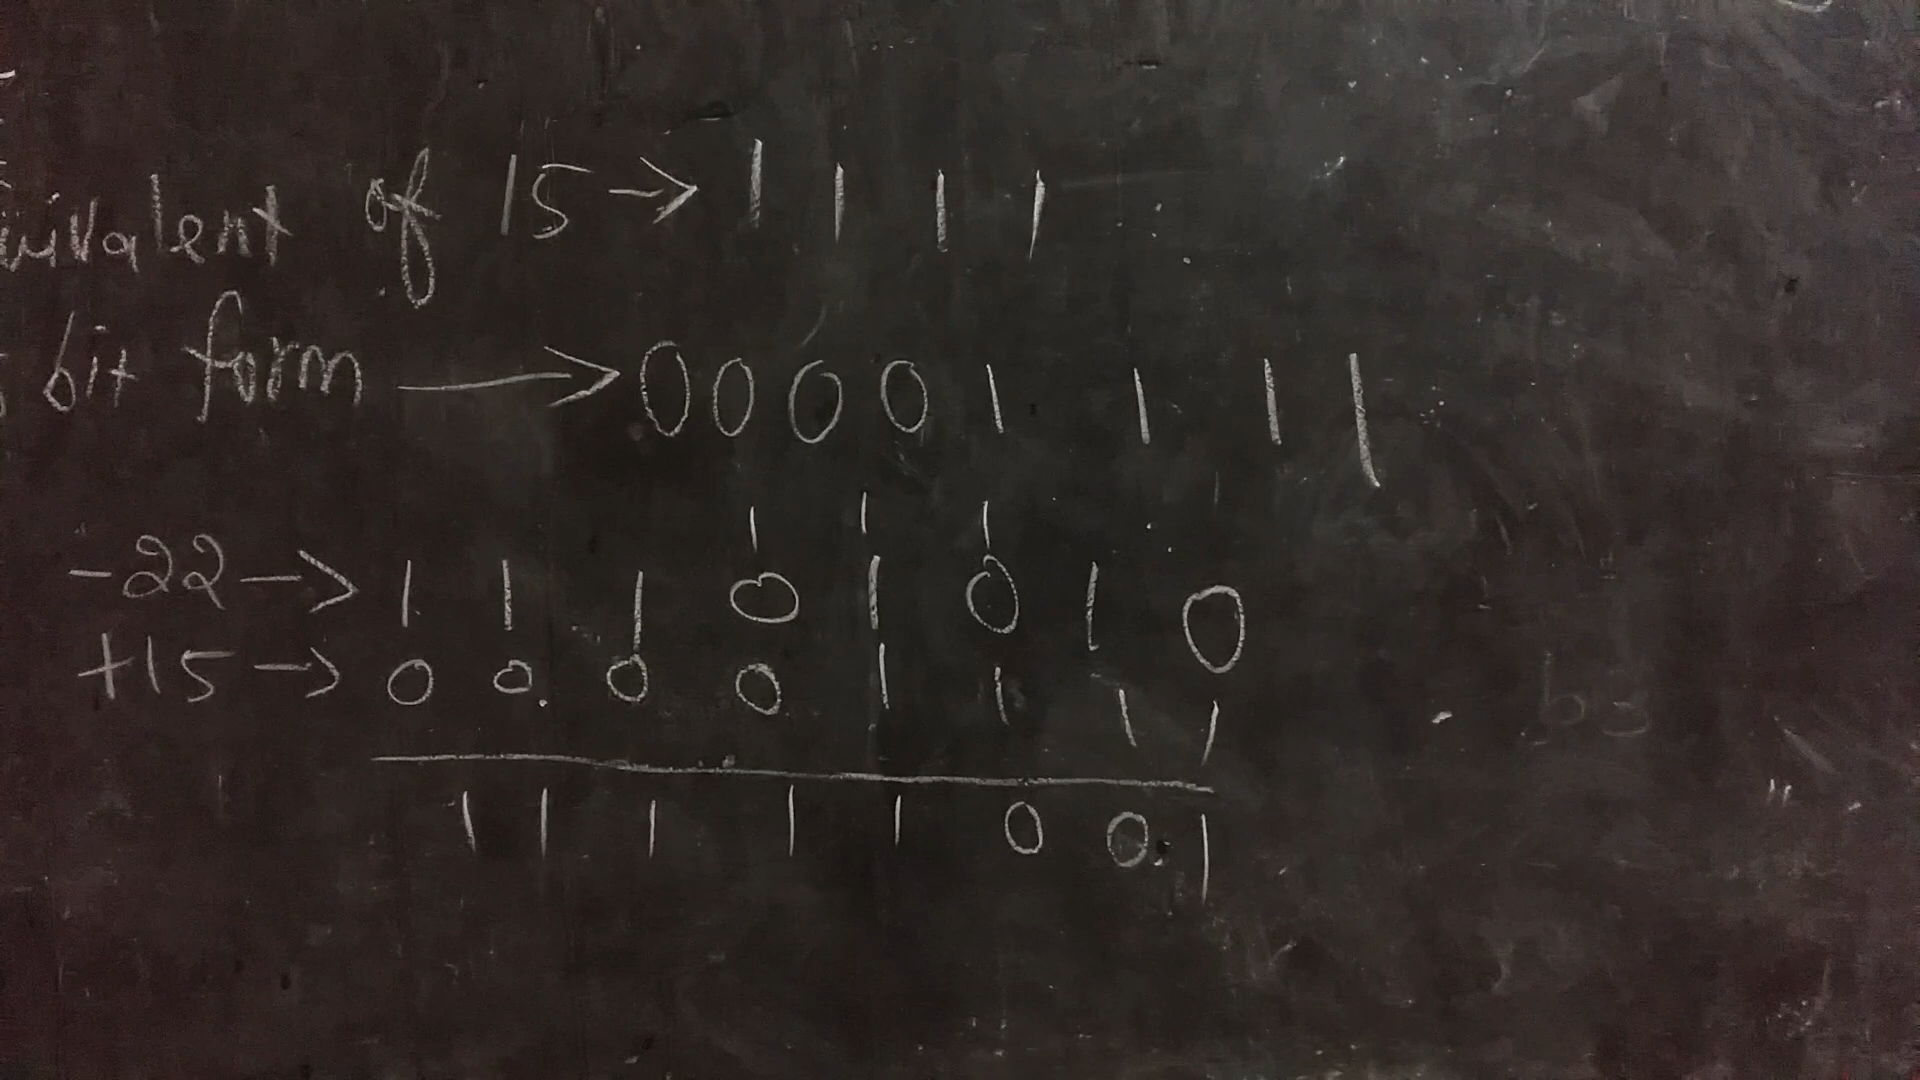 of 15 → 1 1 1 1
bit form → 0 0 0 0 1 1 1 1
1 1 1
-22 → 1 1 1 0 1 0 1 0
+15 → 0 0 0 0 1 1 1 1
1 1 1 1 1 0 0 1